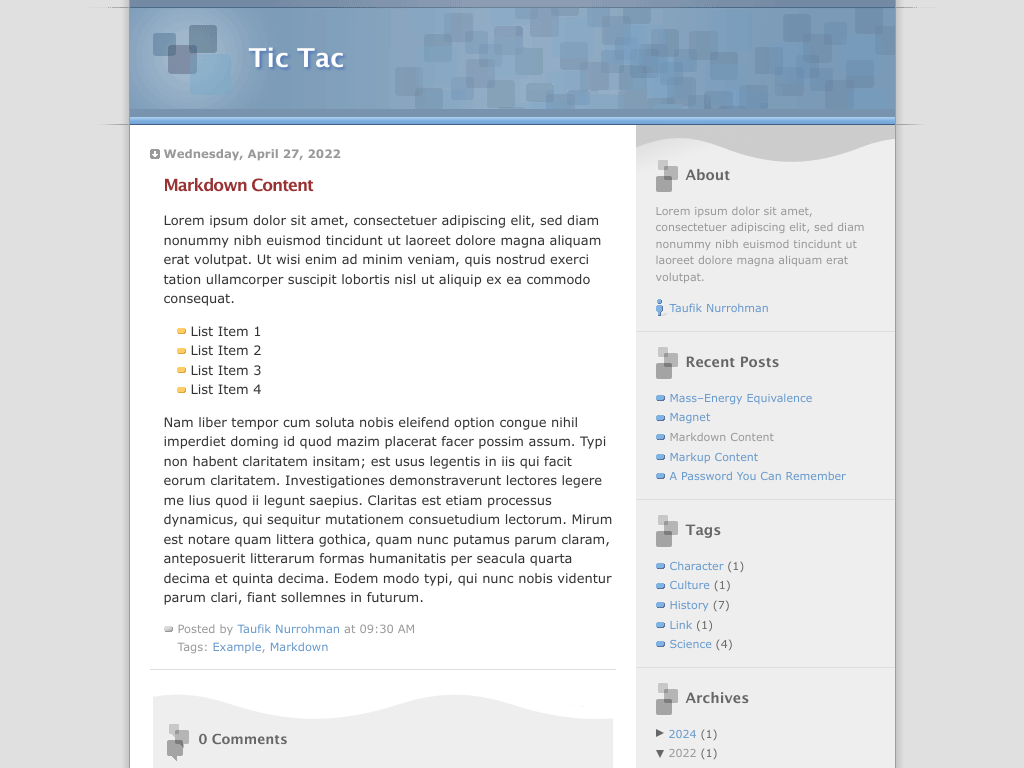 Tic Tac
Wednesday, April 27, 2022
Markdown Content
Lorem ipsum dolor sit amet, consectetuer adipiscing elit, sed diam
nonummy nibh euismod tincidunt ut laoreet dolore magna aliquam
erat volutpat. Ut wisi enim ad minim veniam, quis nostrud exerci
tation ullamcorper suscipit lobortis nisl ut aliquip ex ea commodo
consequat.
List Item 1
List Item 2
List Item 3
List Item 4
Nam liber tempor cum soluta nobis eleifend option congue nihil
imperdiet doming id quod mazim placerat facer possim assum. Typi
non habent claritatem insitam; est usus legentis in iis qui facit
eorum claritatem. Investigationes demonstraverunt lectores legere
me lius quod ii legunt saepius. Claritas est etiam processus
dynamicus, qui sequitur mutationem consuetudium lectorum. Mirum
est notare quam littera gothica, quam nunc putamus parum claram,
anteposuerit litterarum formas humanitatis per seacula quarta
decima et quinta decima. Eodem modo typi, qui nunc nobis videntur
parum clari, fiant sollemnes in futurum.
Posted by Taufik Nurrohman at 09:30 AM
Tags: Example, Markdown
0 Comments
About
Lorem ipsum dolor sit amet,
consectetuer adipiscing elit, sed diam
nonummy nibh euismod tincidunt ut
laoreet dolore magna aliquam erat
volutpat.
Taufik Nurrohman
Recent Posts
Mass–Energy Equivalence
Magnet
Markdown Content
Markup Content
A Password You Can Remember
Tags
Character (1)
Culture (1)
History (7)
Link (1)
Science (4)
Archives
► 2024 (1)
▼ 2022 (1)